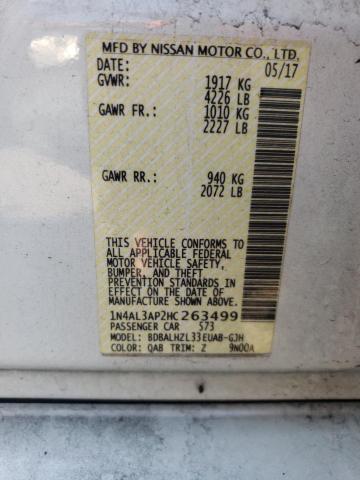 MFD BY NISSAN MOTOR CO., LTD.
DATE: 05/17
GVWR: 1917 KG
4226 LB
GAWR FR.: 1010 KG
2227 LB
GAWR RR.: 940 KG
2072 LB
THIS VEHICLE CONFORMS TO
ALL APPLICABLE FEDERAL
MOTOR VEHICLE SAFETY,
BUMPER, AND THEFT
PREVENTION STANDARDS IN
EFFECT ON THE DATE OF
MANUFACTURE SHOWN ABOVE.
1N4AL3AP2HC263499
PASSENGER CAR 573
MODEL: BDBALHZL33EUAB-GJH
COLOR: QAB TRIM: Z 9N00A